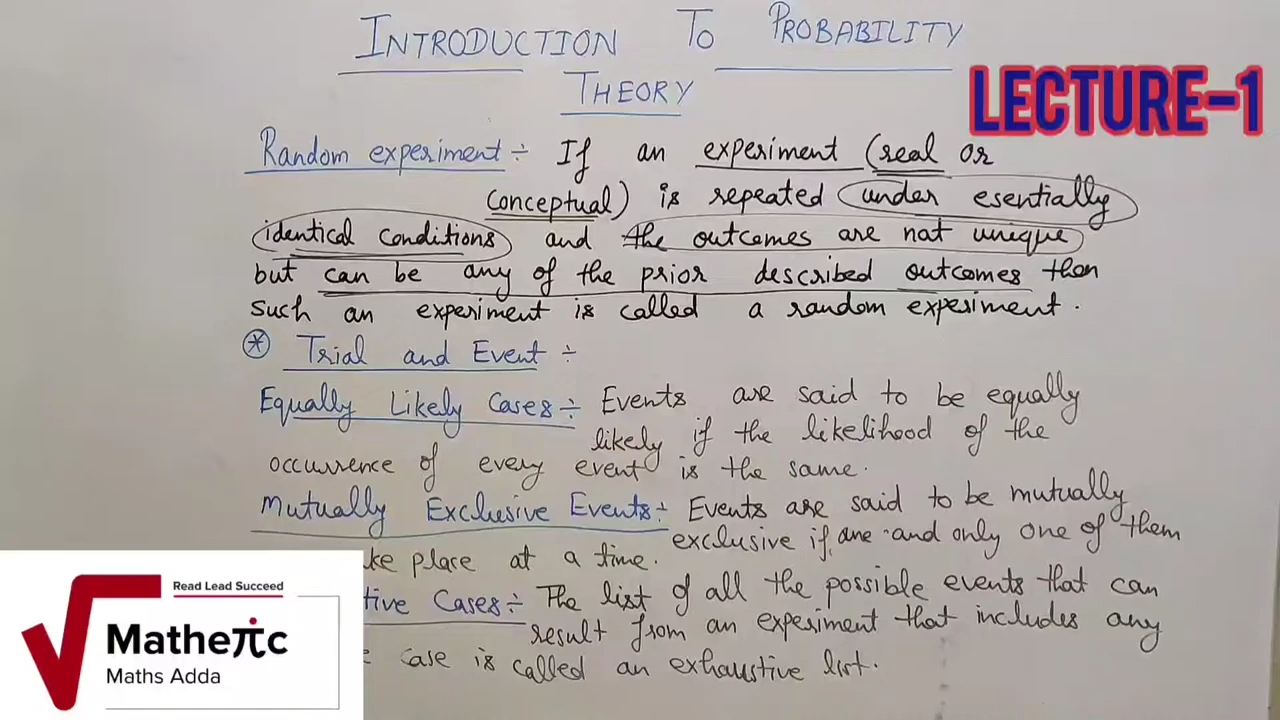 INTRODUCTION TO PROBABILITY
THEORY
LECTURE-1
Random experiment ÷ If an experiment (real or
conceptual) is repeated under esentially
identical conditions and the outcomes are not unique
but can be any of the prior described outcomes then
such an experiment is called a random experiment.
* Trial and Event ÷
Equally Likely Cases ÷ Events are said to be equally
likely if the likelihood of the
occurrence of every event is the same.
Mutually Exclusive Events ÷ Events are said to be mutually
exclusive if one and only one of them
ke place at a time.
tive Cases ÷ The list of all the possible events that can
result from an experiment that includes any
case is called an exhaustive list.
Read Lead Succeed
Matheπc
Maths Adda